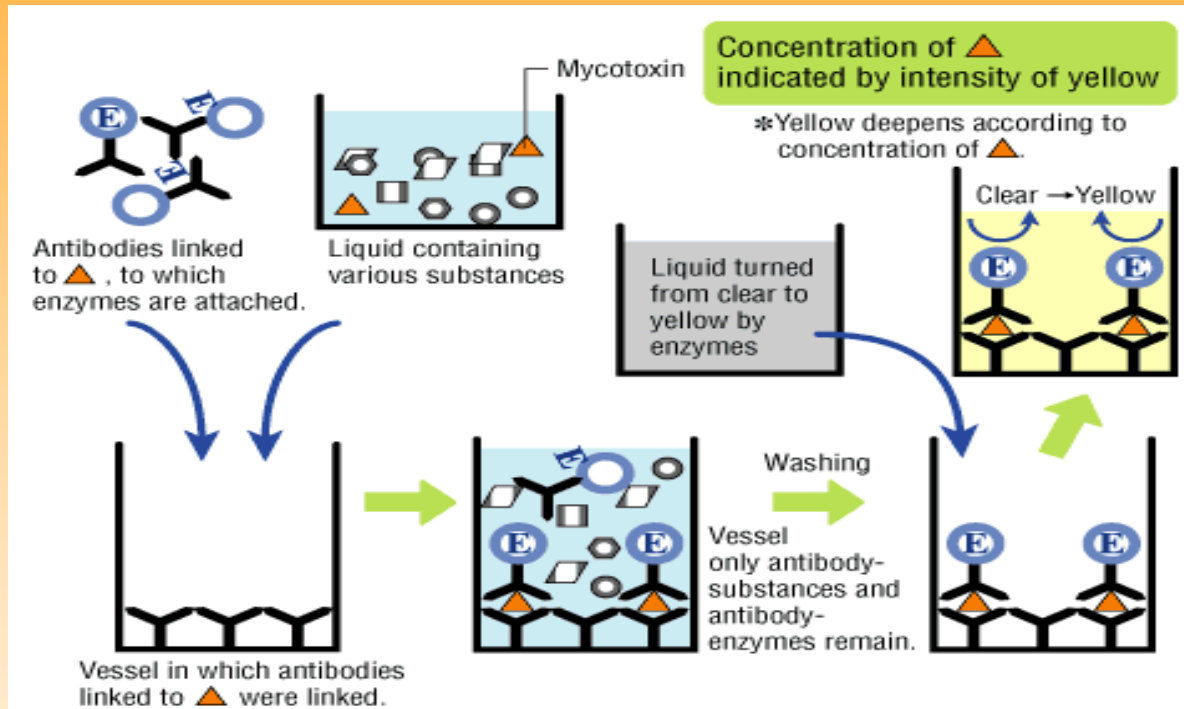 Mycotoxin
Concentration of
indicated by intensity of yellow
*Yellow deepens according to
concentration of .
Clear → Yellow
E
E
E
Antibodies linked
to , to which
enzymes are attached.
Liquid containing
various substances
Liquid turned
from clear to
yellow by
enzymes
E
E
E
Washing
E
E
Vessel
only antibody-
substances and
antibody-
enzymes remain.
E
E
Vessel in which antibodies
linked to were linked.